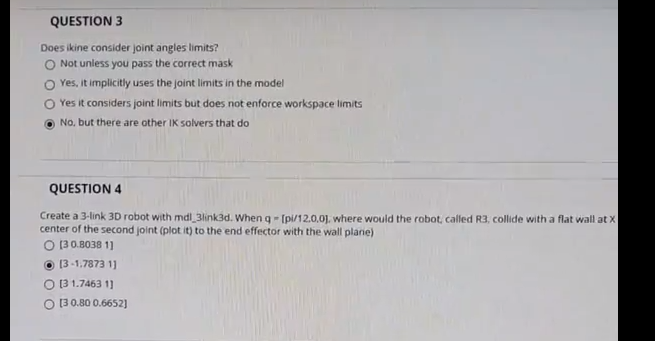 QUESTION 3
Does ikine consider joint angles limits?
Not unless you pass the correct mask
Yes, it implicitly uses the joint limits in the model
Yes it considers joint limits but does not enforce workspace limits
No, but there are other IK solvers that do
QUESTION 4
Create a 3-link 3D robot with mdl_3link3d. When q = [pi/12,0,0], where would the robot, called R3, collide with a flat wall at X
center of the second joint (plot it) to the end effector with the wall plane)
[3 0.8038 1]
[3 -1.7873 1]
[3 1.7463 1]
[3 0.80 0.6652]